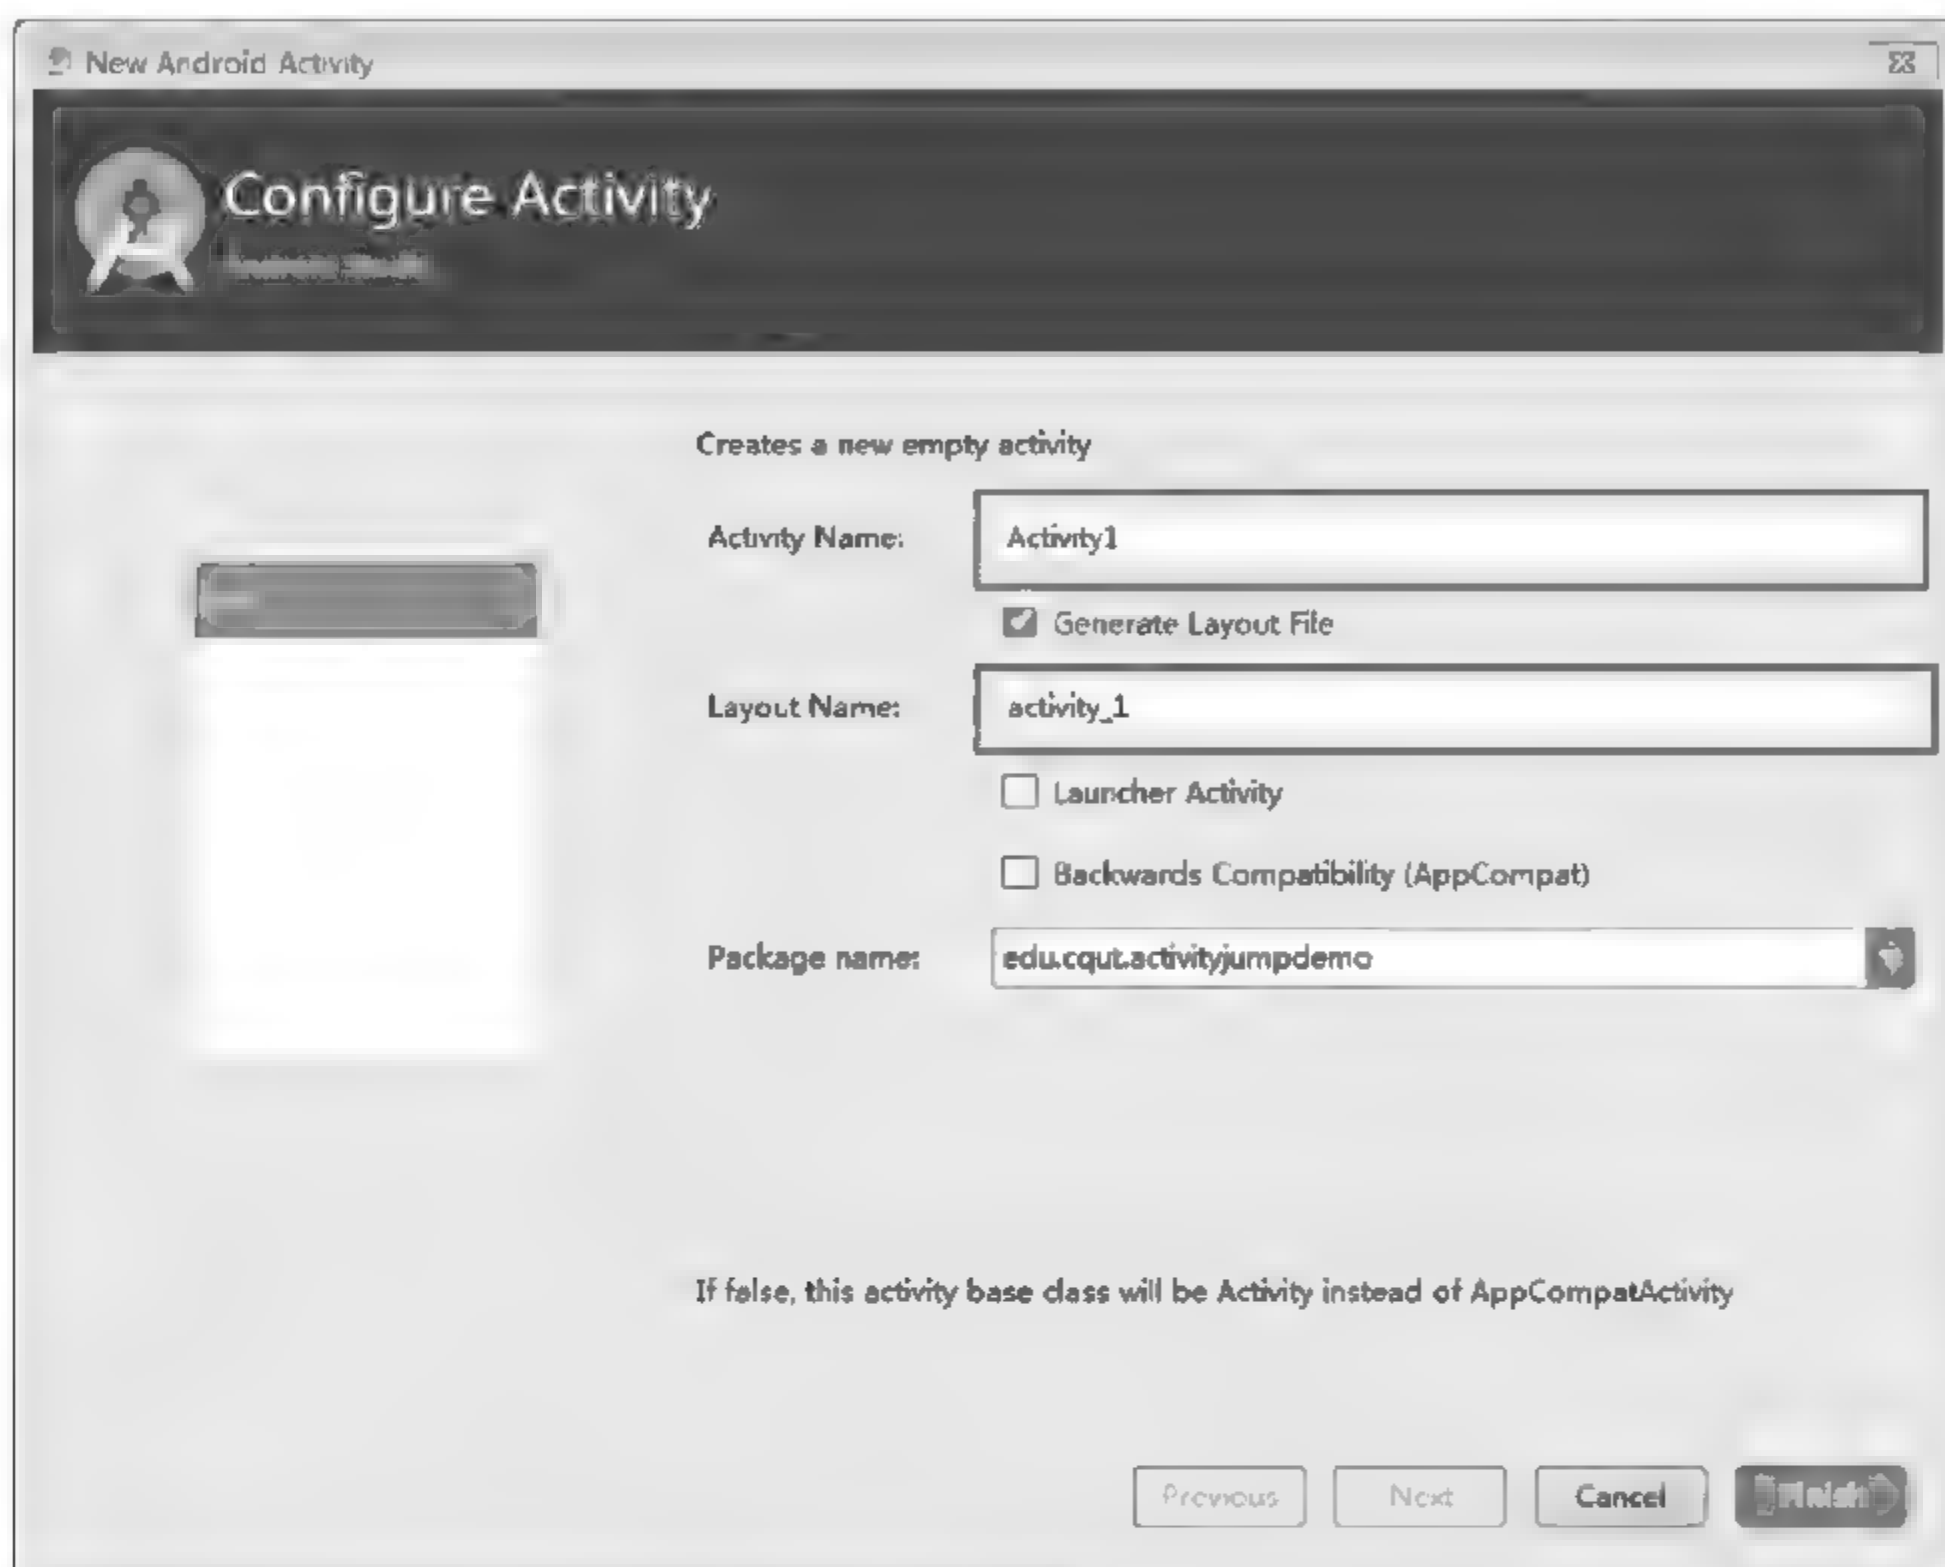 New Android Activity
Configure Activity
Creates a new empty activity
Activity Name: Activity1
Generate Layout File
Layout Name: activity_1
Launcher Activity
Backwards Compatibility (AppCompat)
Package name: edu.cqut.activityjumpdemo
If false, this activity base class will be Activity instead of AppCompatActivity
Previous Next Cancel Finish